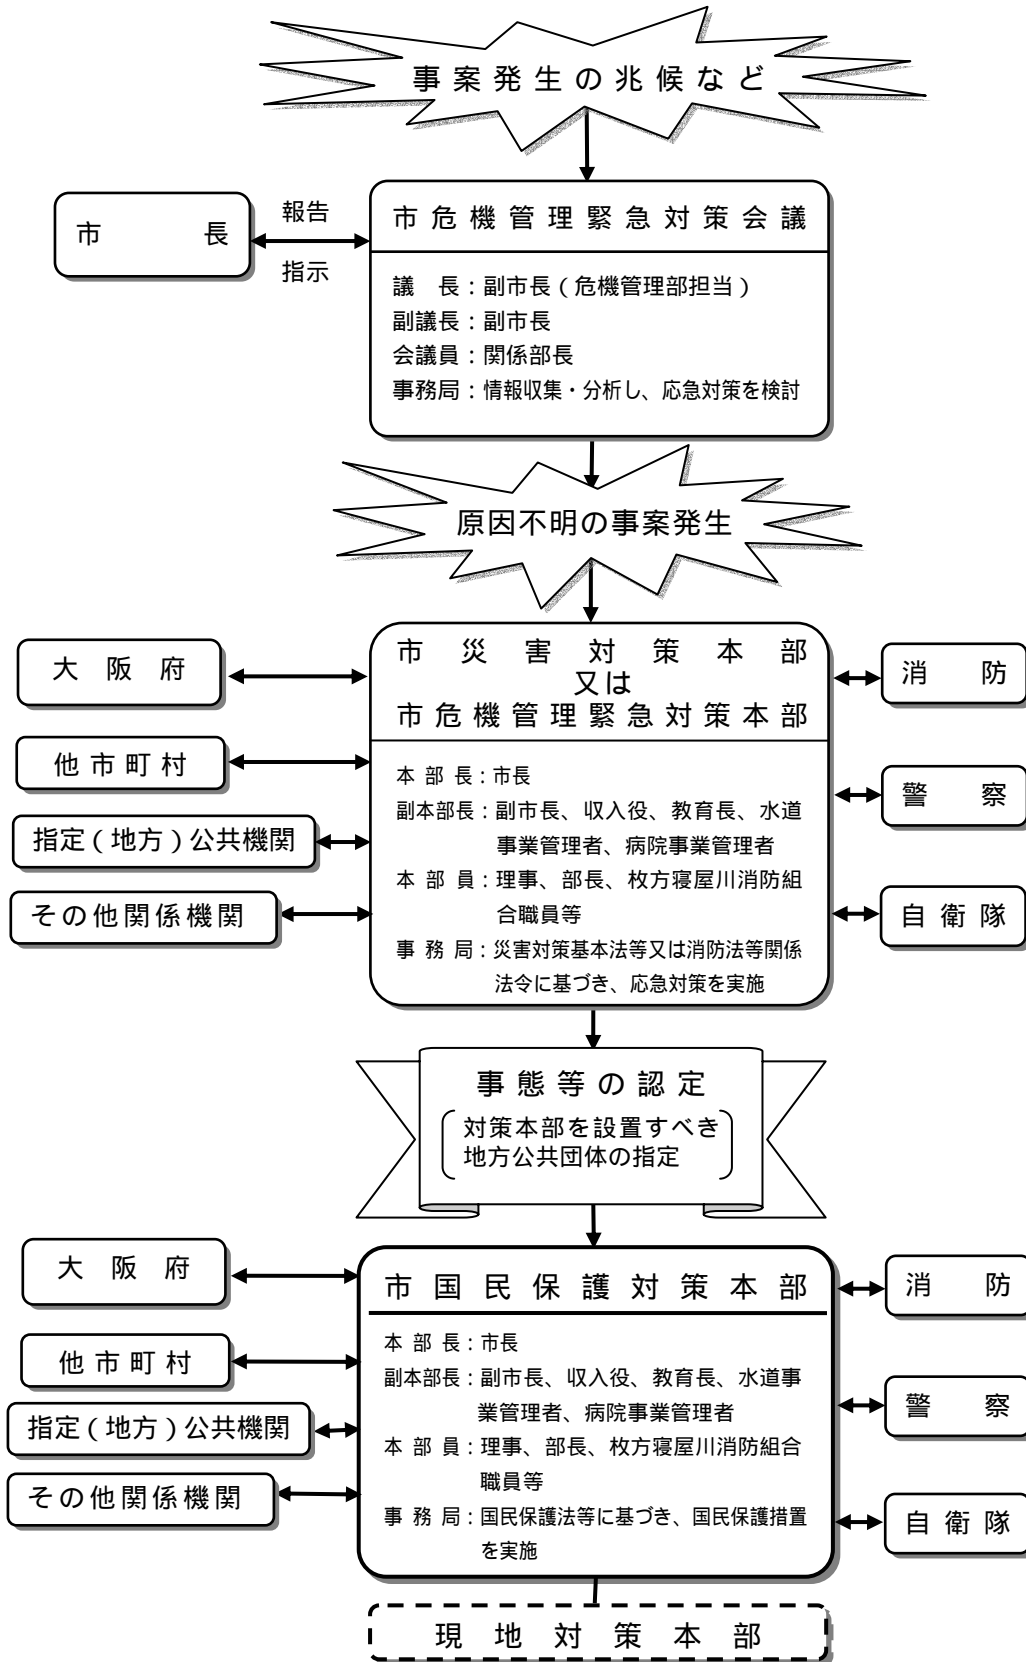 事案発生の兆候など
市長
報告
指示
市危機管理緊急対策会議
議　長：副市長（危機管理部担当）
副議長：副市長
会議員：関係部長
事務局：情報収集・分析し、応急対策を検討
原因不明の事案発生
大阪府
他市町村
指定（地方）公共機関
その他関係機関
市災害対策本部
又は
市危機管理緊急対策本部
本部長：市長
副本部長：副市長、収入役、教育長、水道
事業管理者、病院事業管理者
本部員：理事、部長、枚方寝屋川消防組
合職員等
事務局：災害対策基本法等又は消防法等関係
法令に基づき、応急対策を実施
消防
警察
自衛隊
事態等の認定
対策本部を設置すべき
地方公共団体の指定
大阪府
他市町村
指定（地方）公共機関
その他関係機関
市国民保護対策本部
本部長：市長
副本部長：副市長、収入役、教育長、水道事
業管理者、病院事業管理者
本部員：理事、部長、枚方寝屋川消防組合
職員等
事務局：国民保護法等に基づき、国民保護措置
を実施
消防
警察
自衛隊
現地対策本部